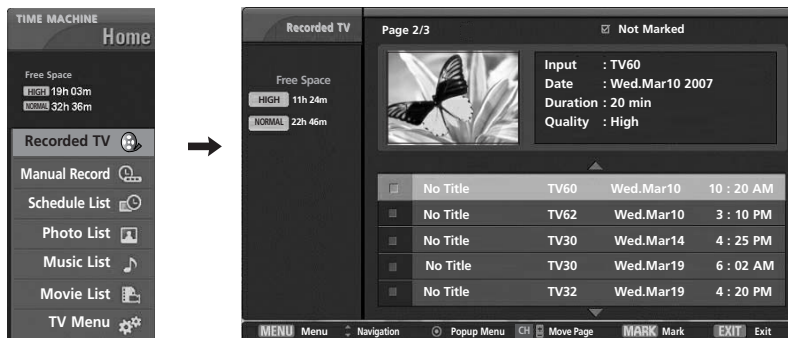 TIME MACHINE
Home
Free Space
HIGH 19h 03m
NORMAL 32h 36m
Recorded TV
Manual Record
Schedule List
Photo List
Music List
Movie List
TV Menu
Recorded TV
Free Space
HIGH 11h 24m
NORMAL 22h 46m
Page 2/3 Not Marked
Input : TV60
Date : Wed.Mar10 2007
Duration : 20 min
Quality : High
No Title TV60 Wed.Mar10 10 : 20 AM
No Title TV62 Wed.Mar10 3 : 10 PM
No Title TV30 Wed.Mar14 4 : 25 PM
No Title TV30 Wed.Mar19 6 : 02 AM
No Title TV32 Wed.Mar19 4 : 20 PM
MENU Menu Navigation Popup Menu CH Move Page MARK Mark EXIT Exit